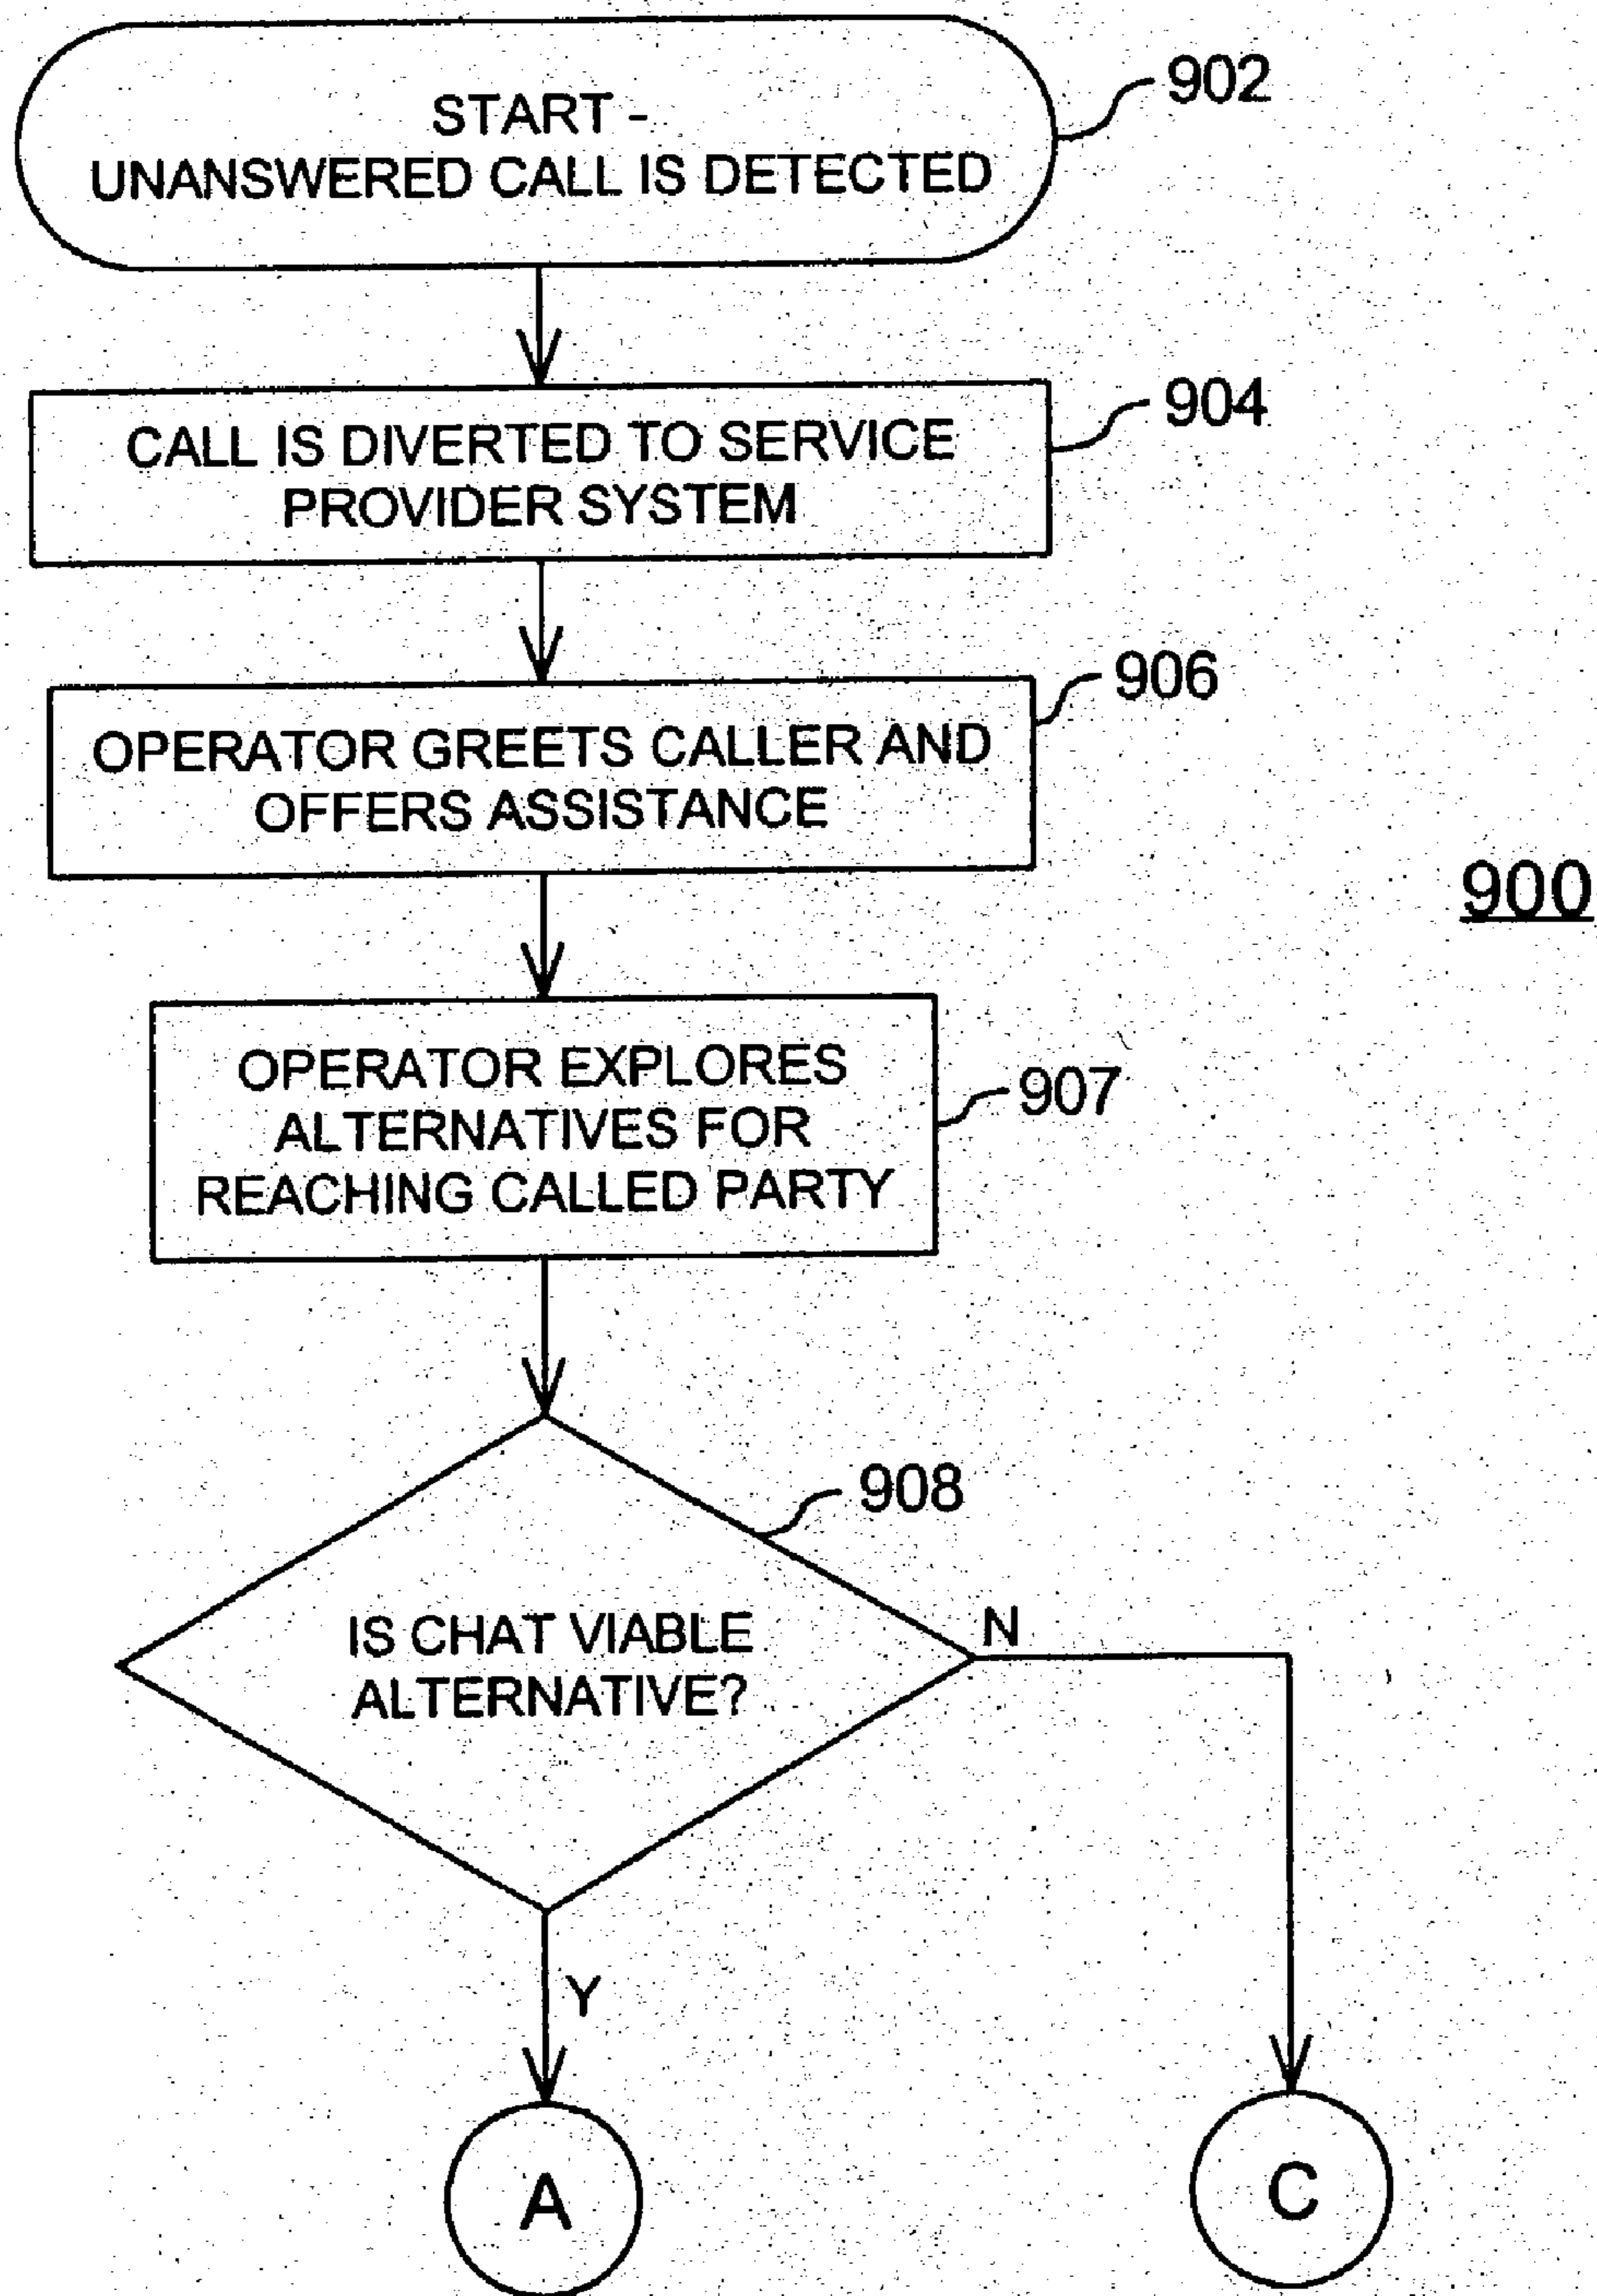 START -
UNANSWERED CALL IS DETECTED
902
CALL IS DIVERTED TO SERVICE
PROVIDER SYSTEM
904
OPERATOR GREETS CALLER AND
OFFERS ASSISTANCE
906
900
OPERATOR EXPLORES
ALTERNATIVES FOR
REACHING CALLED PARTY
907
908
IS CHAT VIABLE
ALTERNATIVE?
N
Y
A
C